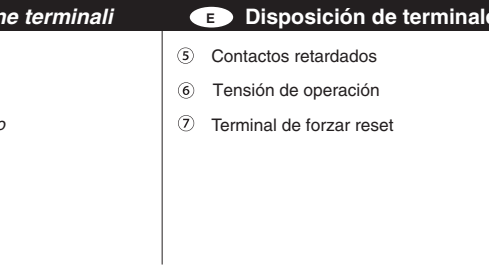 ne terminali
E Disposición de terminale
⑤ Contactos retardados
⑥ Tensión de operación
o
⑦ Terminal de forzar reset